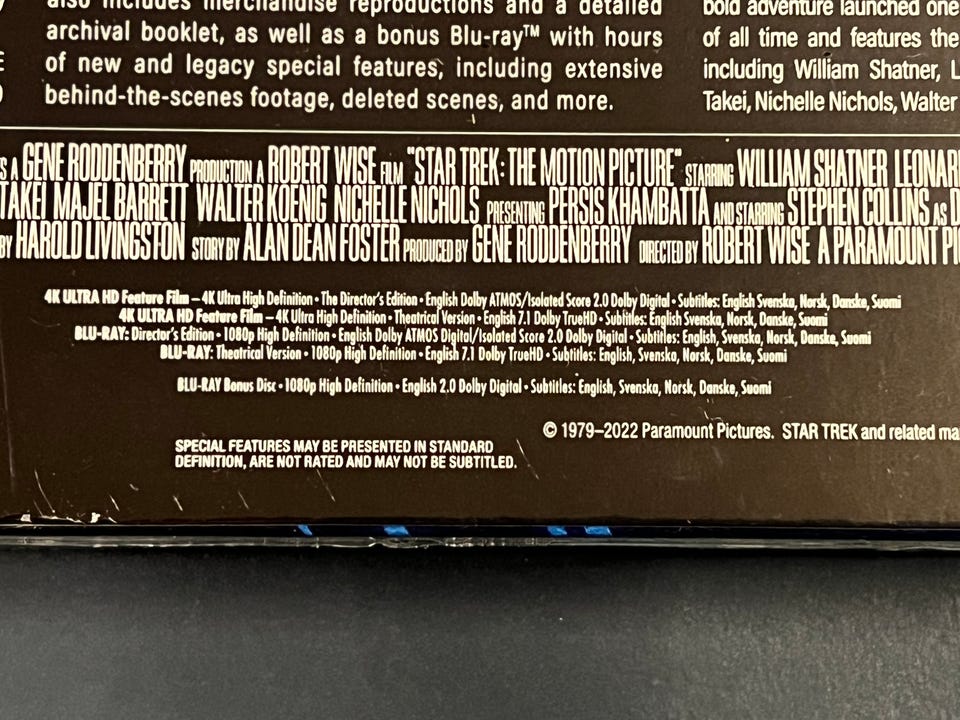 also includes merchandise reproductions and a detailed
archival booklet, as well as a bonus Blu-ray™ with hours
of new and legacy special features, including extensive
behind-the-scenes footage, deleted scenes, and more.
bold adventure launched one
of all time and features the
including William Shatner, L
Takei, Nichelle Nichols, Walter
A GENE RODDENBERRY PRODUCTION A ROBERT WISE FILM "STAR TREK: THE MOTION PICTURE" STARRING WILLIAM SHATNER LEONAR
TAKEI MAJEL BARRETT WALTER KOENIG NICHELLE NICHOLS PRESENTING PERSIS KHAMBATTA AND STARRING STEPHEN COLLINS AS D
BY HAROLD LIVINGSTON STORY BY ALAN DEAN FOSTER PRODUCED BY GENE RODDENBERRY DIRECTED BY ROBERT WISE A PARAMOUNT PI
4K ULTRA HD Feature Film – 4K Ultra High Definition • The Director's Edition • English Dolby ATMOS/Isolated Score 2.0 Dolby Digital • Subtitles: English Svenska, Norsk, Danske, Suomi
4K ULTRA HD Feature Film – 4K Ultra High Definition • Theatrical Version • English 7.1 Dolby TrueHD • Subtitles: English Svenska, Norsk, Danske, Suomi
BLU-RAY: Director's Edition • 1080p High Definition • English Dolby ATMOS Digital/Isolated Score 2.0 Dolby Digital • Subtitles: English, Svenska, Norsk, Danske, Suomi
BLU-RAY: Theatrical Version • 1080p High Definition • English 7.1 Dolby TrueHD • Subtitles: English, Svenska, Norsk, Danske, Suomi
BLU-RAY Bonus Disc • 1080p High Definition • English 2.0 Dolby Digital • Subtitles: English, Svenska, Norsk, Danske, Suomi
© 1979–2022 Paramount Pictures. STAR TREK and related ma
SPECIAL FEATURES MAY BE PRESENTED IN STANDARD
DEFINITION, ARE NOT RATED AND MAY NOT BE SUBTITLED.